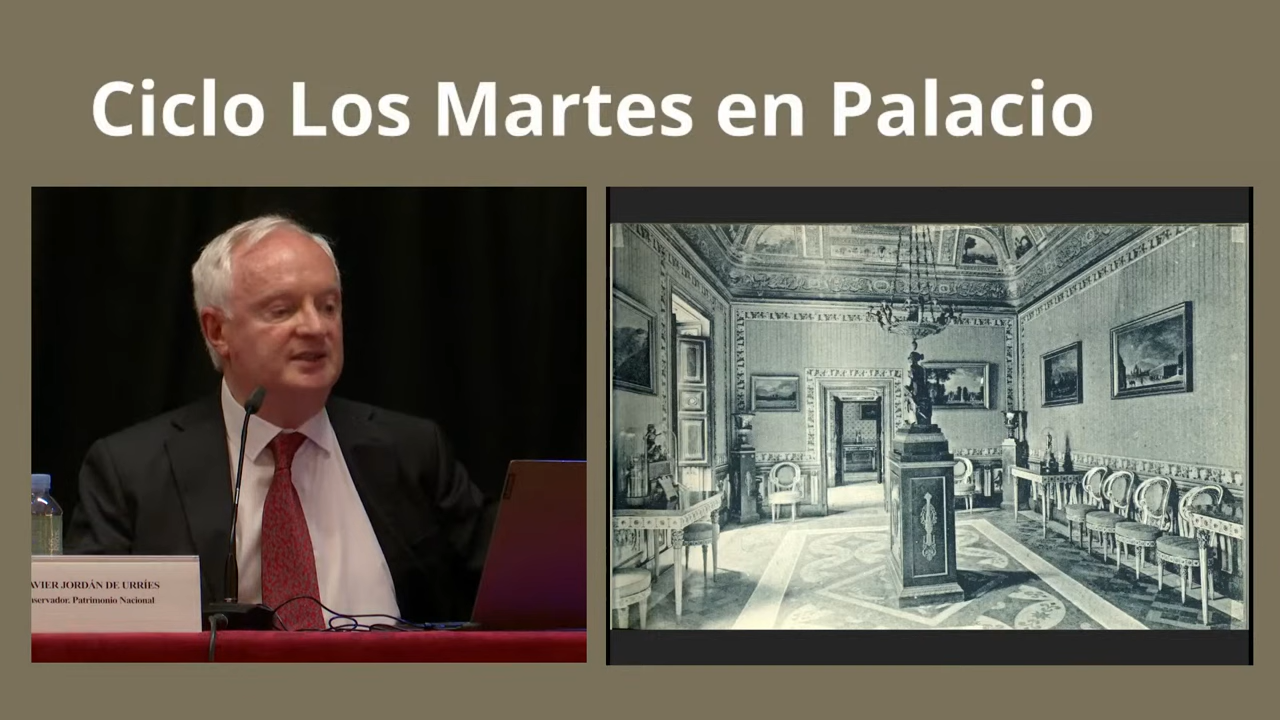 Ciclo Los Martes en Palacio
AVIER JORDÁN DE URRÍES
nservador. Patrimonio Nacional